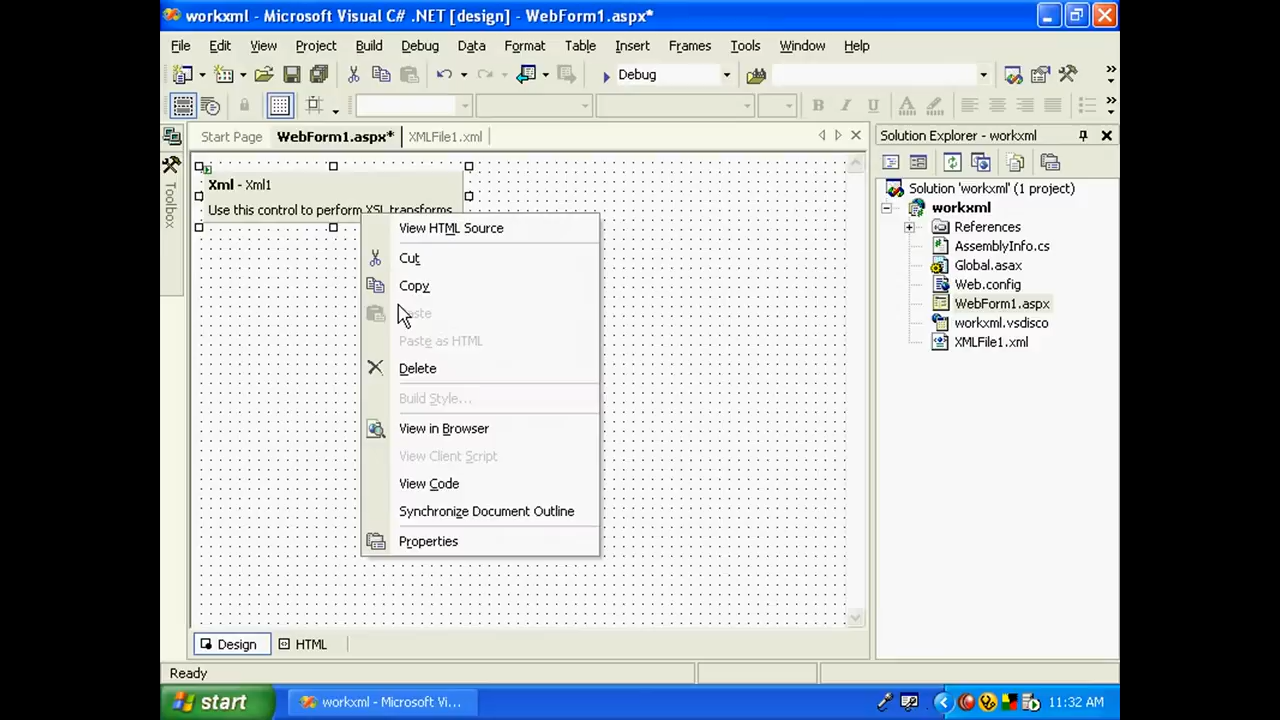 workxml - Microsoft Visual C# .NET [design] - WebForm1.aspx*
File Edit View Project Build Debug Data Format Table Insert Frames Tools Window Help
Debug
B I U A
Start Page WebForm1.aspx* XMLFile1.xml
Solution Explorer - workxml
Toolbox
Xml - Xml1
Use this control to perform XSL transforms.
View HTML Source
Cut
Copy
Paste as HTML
Delete
Build Style...
View in Browser
View Client Script
View Code
Synchronize Document Outline
Properties
Solution 'workxml' (1 project)
workxml
References
AssemblyInfo.cs
Global.asax
Web.config
WebForm1.aspx
workxml.vsdisco
XMLFile1.xml
Design HTML
Ready
start workxml - Microsoft Vi... 11:32 AM